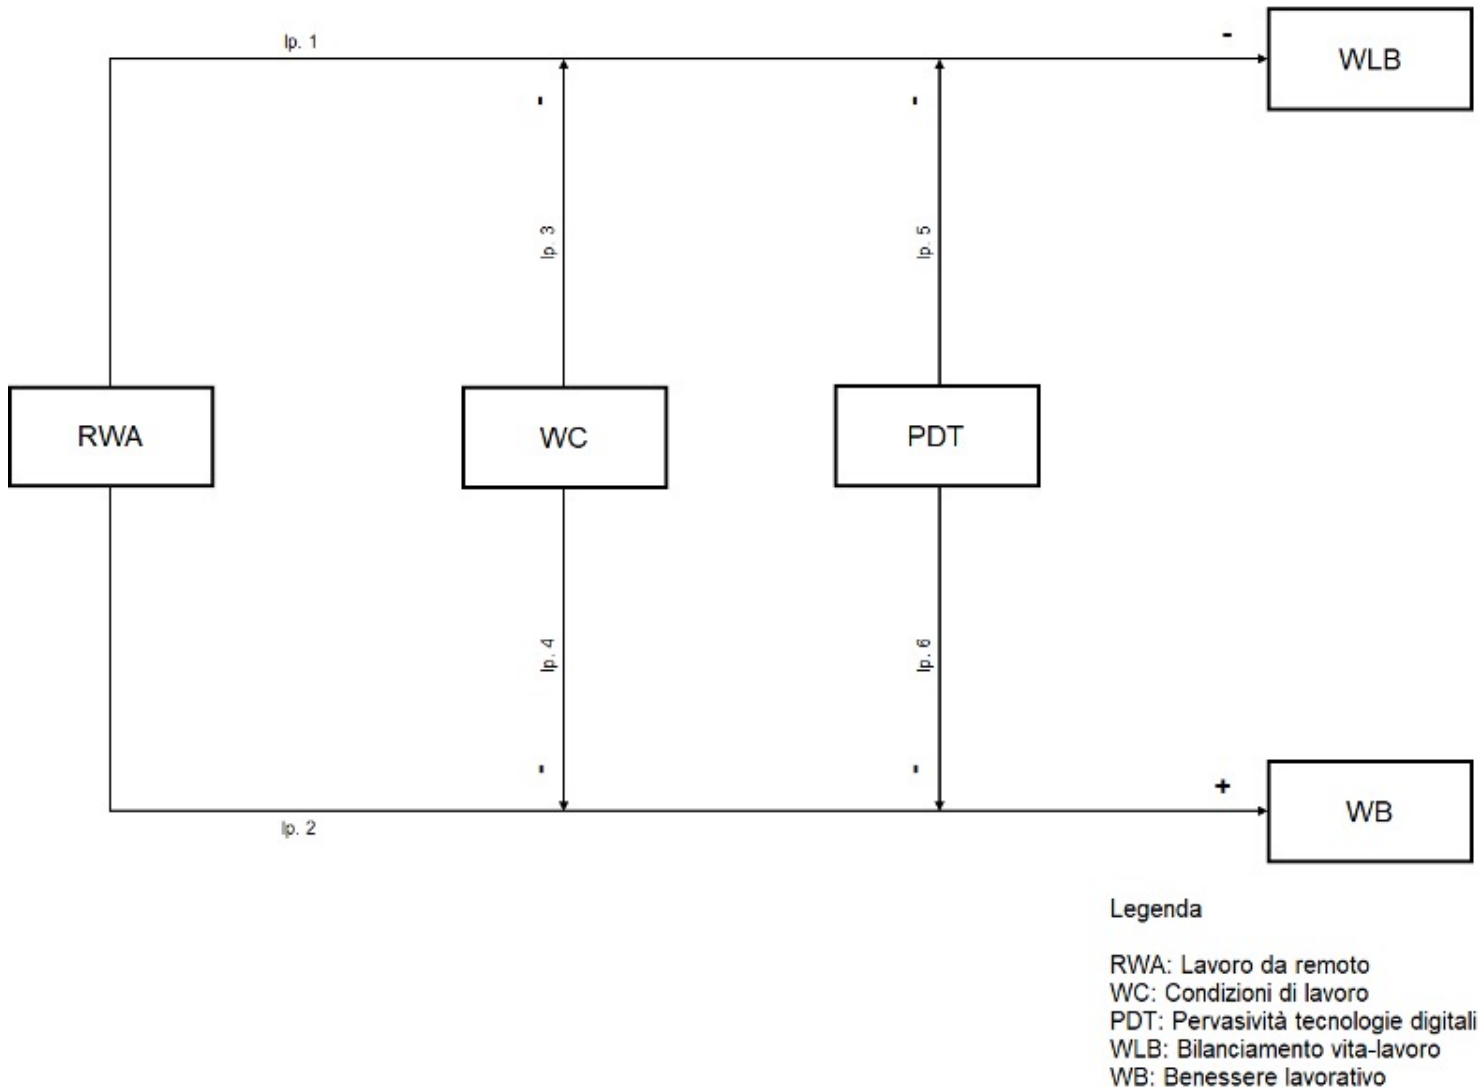 Ip. 1
-
WLB
-
-
Ip. 3
Ip. 5
RWA
WC
PDT
Ip. 4
Ip. 6
-
-
+
WB
Ip. 2
Legenda
RWA: Lavoro da remoto
WC: Condizioni di lavoro
PDT: Pervasività tecnologie digitali
WLB: Bilanciamento vita-lavoro
WB: Benessere lavorativo